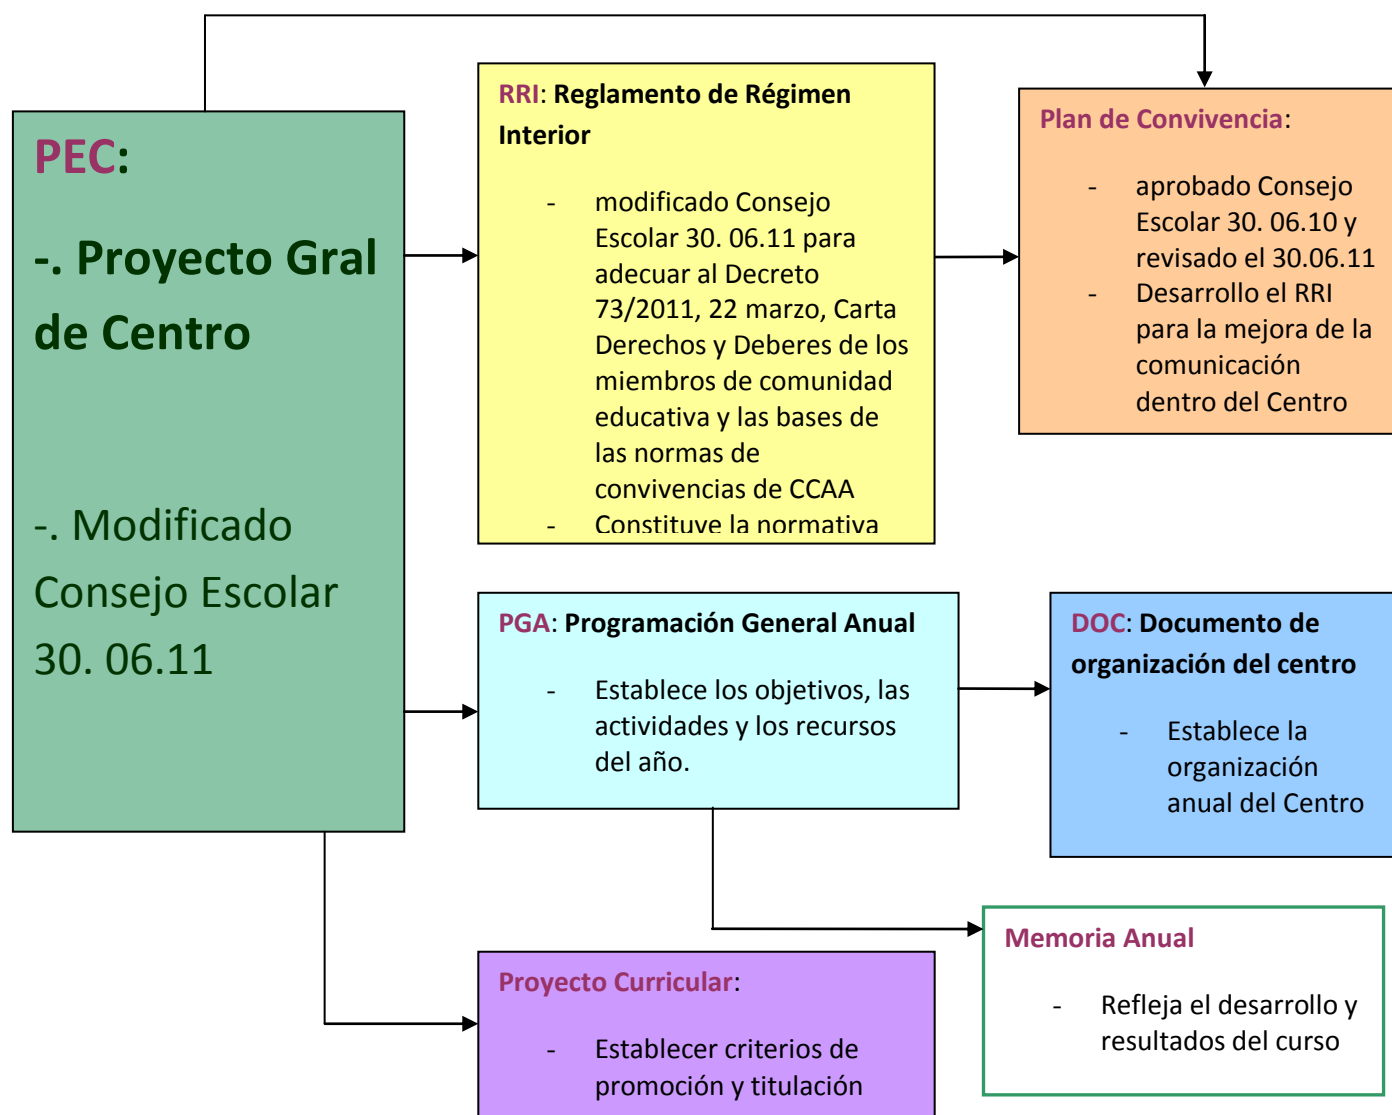 PEC:
-. Proyecto Gral
de Centro
-. Modificado
Consejo Escolar
30. 06.11
RRI: Reglamento de Régimen
Interior
- modificado Consejo
Escolar 30. 06.11 para
adecuar al Decreto
73/2011, 22 marzo, Carta
Derechos y Deberes de los
miembros de comunidad
educativa y las bases de
las normas de
convivencias de CCAA
- Constituye la normativa
Plan de Convivencia:
- aprobado Consejo
Escolar 30. 06.10 y
revisado el 30.06.11
- Desarrollo el RRI
para la mejora de la
comunicación
dentro del Centro
PGA: Programación General Anual
- Establece los objetivos, las
actividades y los recursos
del año.
DOC: Documento de
organización del centro
- Establece la
organización
anual del Centro
Memoria Anual
- Refleja el desarrollo y
resultados del curso
Proyecto Curricular:
- Establecer criterios de
promoción y titulación